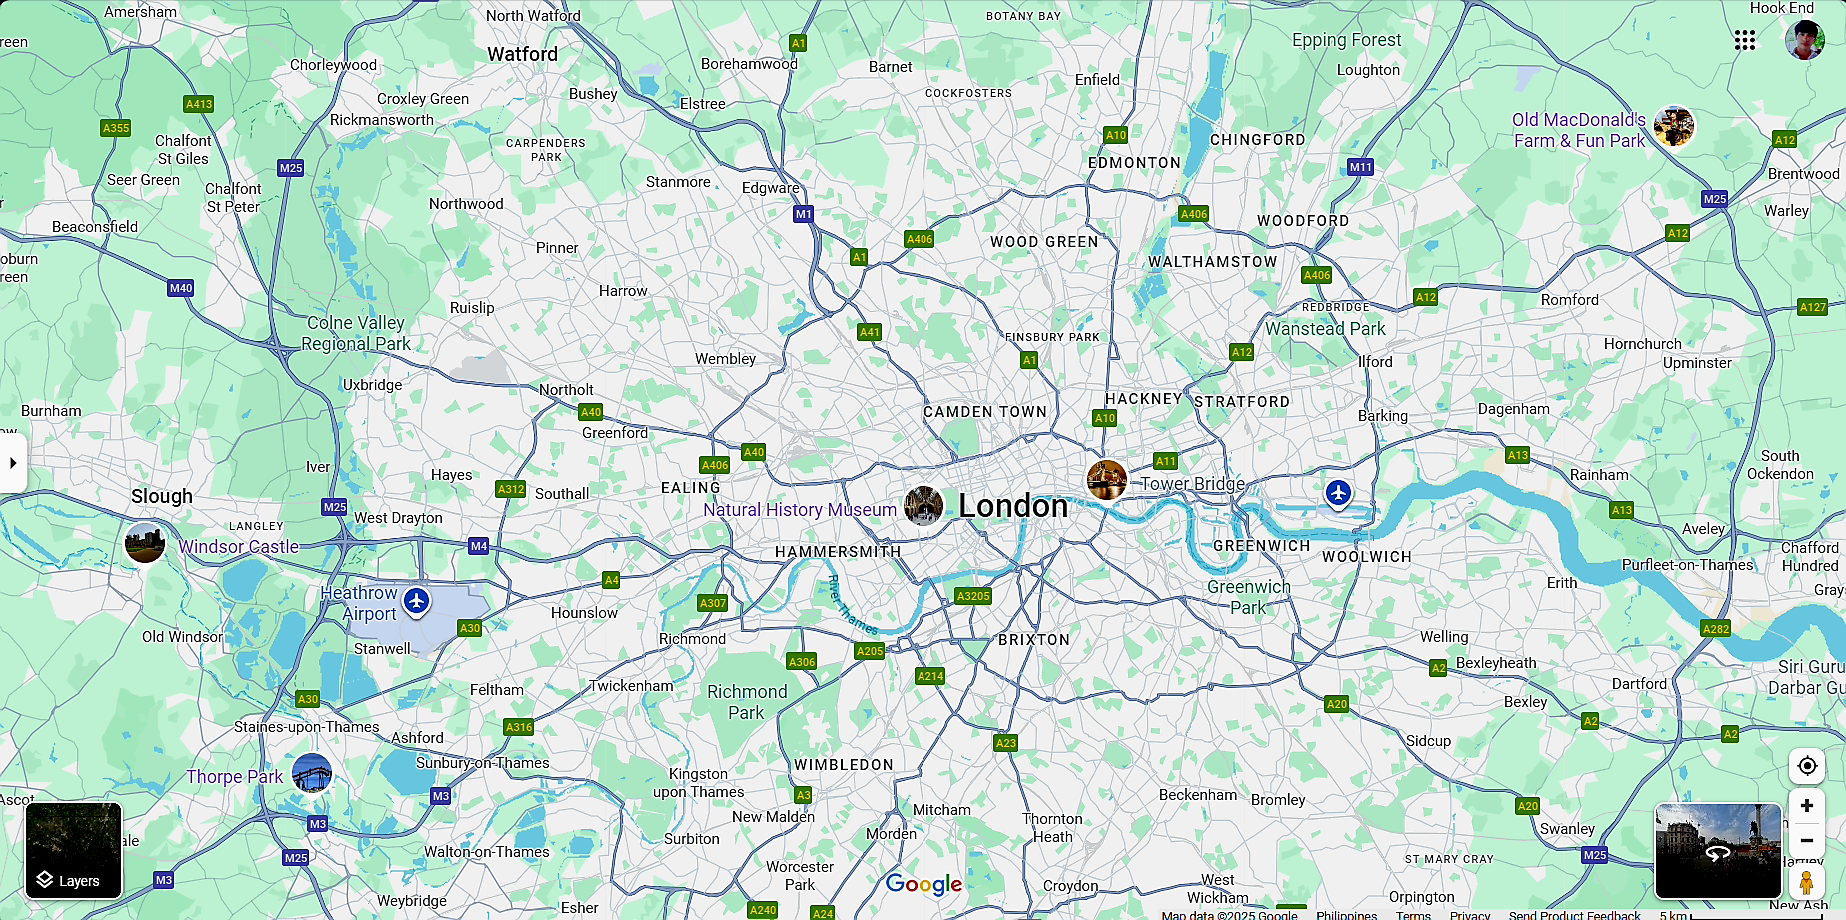 Amersham
North Watford
BOTANY BAY
Hook End
reen
Watford
A1
Epping Forest
Chorleywood
Borehamwood
Barnet
Enfield
Loughton
Croxley Green
Bushey
Elstree
COCKFOSTERS
A413
Rickmansworth
Old MacDonald's
Farm & Fun Park
A355
Chalfont
St Giles
CARPENDERS
PARK
A10
CHINGFORD
A12
M25
EDMONTON
M11
Brentwood
Seer Green
Chalfont
St Peter
Stanmore
Edgware
M25
Northwood
M1
A406
WOODFORD
Warley
Beaconsfield
Pinner
A406
WOOD GREEN
A12
oburn
reen
A1
WALTHAMSTOW
A406
M40
Harrow
A12
Romford
Ruislip
REDBRIDGE
A127
Colne Valley
Regional Park
A41
FINSBURY PARK
Wanstead Park
Hornchurch
Wembley
A1
A12
Ilford
Upminster
Uxbridge
Northolt
HACKNEY
STRATFORD
Burnham
A40
CAMDEN TOWN
A10
Barking
Dagenham
Greenford
A40
A406
A11
A13
South
Ockendon
Iver
Hayes
Rainham
Slough
A312
Southall
EALING
Tower Bridge
M25
Natural History Museum
London
A13
West Drayton
LANGLEY
Windsor Castle
M4
HAMMERSMITH
GREENWICH
WOOLWICH
Aveley
Chafford
Hundred
Purfleet-on-Thames
Heathrow
Airport
A4
A307
River Thames
A3205
Greenwich
Park
Erith
Hounslow
A30
Old Windsor
Stanwell
Richmond
BRIXTON
A282
Welling
A205
A306
A214
A2
Bexleyheath
Feltham
Twickenham
Richmond
Park
Dartford
A30
A20
Bexley
Staines-upon-Thames
A316
A2
A2
Ashford
A23
Sidcup
Sunbury-on-Thames
WIMBLEDON
Thorpe Park
Kingston
upon Thames
M3
A3
Beckenham
Bromley
A20
Ascot
New Malden
Mitcham
Thornton
Heath
M3
Morden
Swanley
Surbiton
M25
Walton-on-Thames
ST MARY CRAY
M25
Worcester
Park
Layers
M3
Google
Croydon
West
Wickham
Weybridge
Esher
Orpington
A240
A24
Map data ©2025 Google
Philippines
Terms
Privacy
Send Product Feedback
5 km